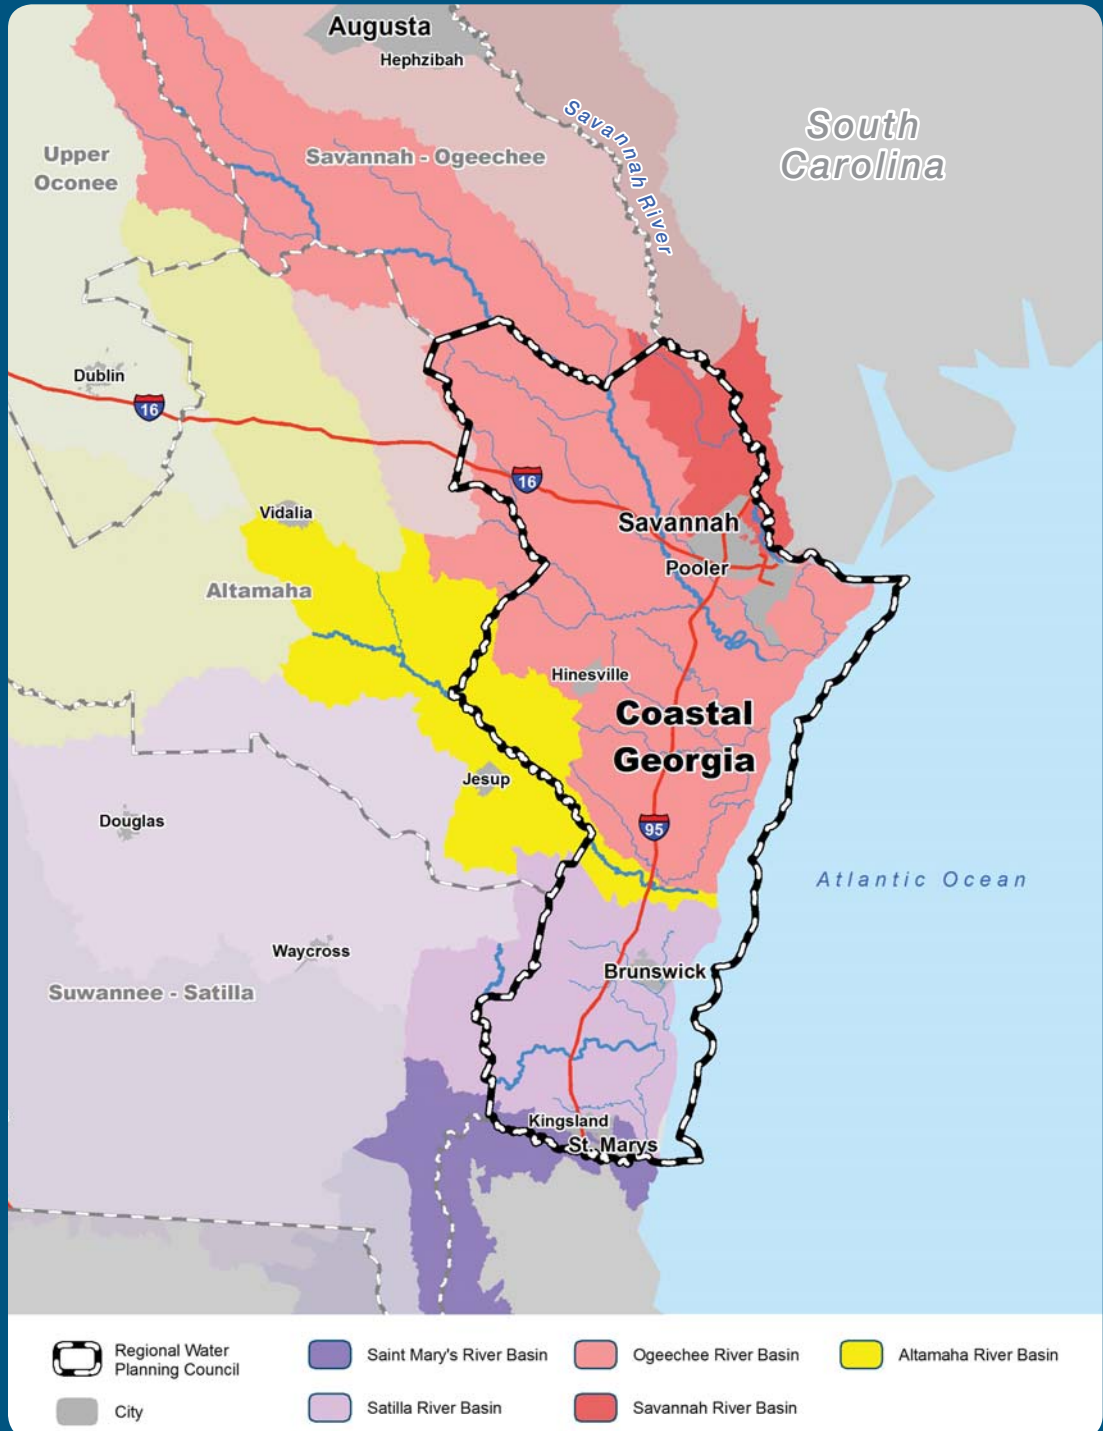 Augusta
Hephzibah
Savannah River
South
Carolina
Upper
Oconee
Savannah - Ogeechee
Dublin
16
16
Vidalia
Savannah
Pooler
Altamaha
Hinesville
Coastal
Georgia
Jesup
Douglas
95
Atlantic Ocean
Waycross
Brunswick
Suwannee - Satilla
Kingsland
St. Marys
Regional Water
Planning Council
City
Saint Mary's River Basin
Satilla River Basin
Ogeechee River Basin
Savannah River Basin
Altamaha River Basin